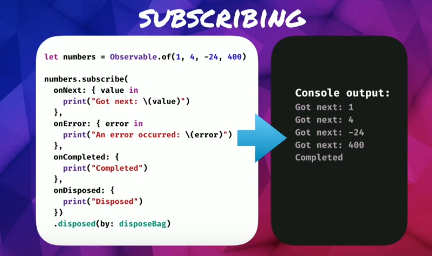 SUBSCRIBING
let numbers = Observable.of(1, 4, -24, 400)
numbers.subscribe(
onNext: { value in
print("Got next: \(value)")
},
onError: { error in
print("An error occurred: \(error)")
},
onCompleted: {
print("Completed")
},
onDisposed: {
print("Disposed")
})
.disposed(by: disposeBag)
Console output:
Got next: 1
Got next: 4
Got next: -24
Got next: 400
Completed